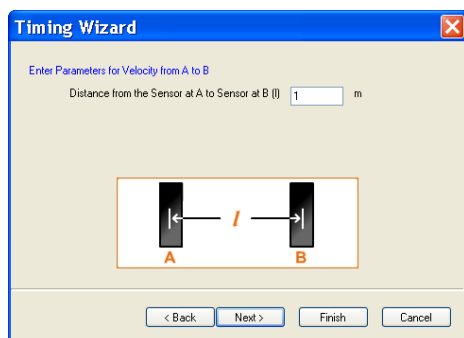 Timing Wizard
Enter Parameters for Velocity from A to B
Distance from the Sensor at A to Sensor at B (l) 1 m
l
A B
< Back Next > Finish Cancel